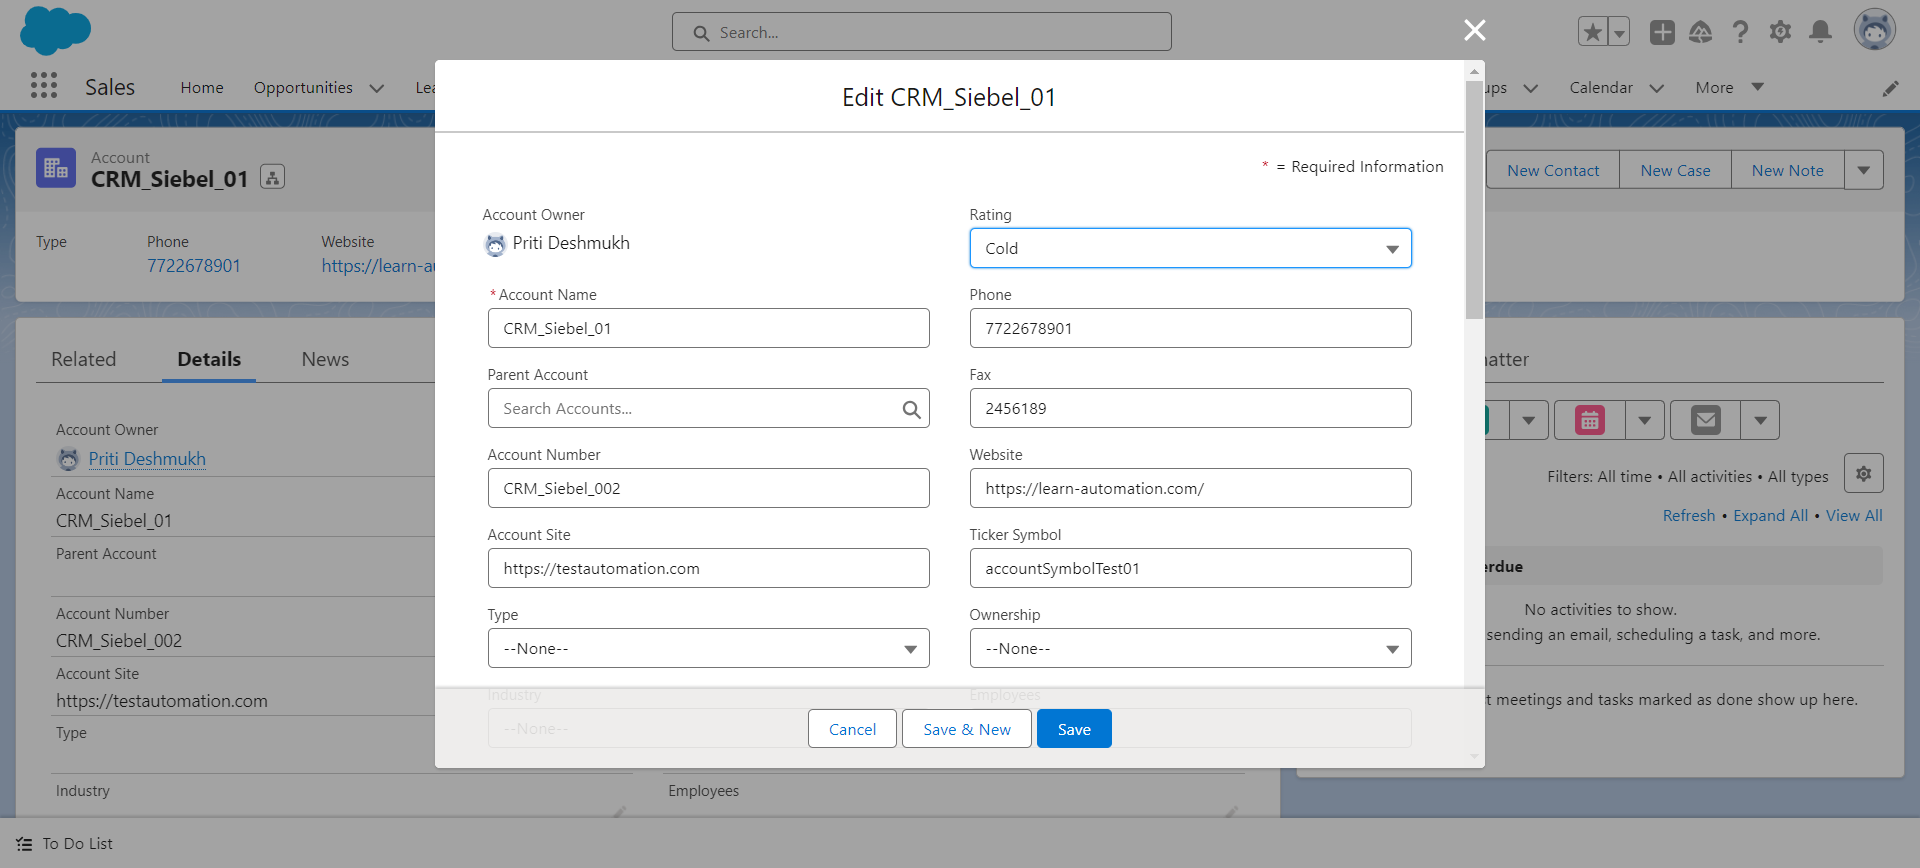 Search...
Sales
Home
Opportunities
Calendar
More
Account
CRM_Siebel_01
New Contact
New Case
New Note
Type
Phone
Website
7722678901
https://learn-au
Related
Details
News
Account Owner
Priti Deshmukh
Account Name
CRM_Siebel_01
Parent Account
Account Number
CRM_Siebel_002
Account Site
https://testautomation.com
Type
Industry
Employees
Edit CRM_Siebel_01
* = Required Information
Account Owner
Priti Deshmukh
Rating
Cold
*Account Name
CRM_Siebel_01
Phone
7722678901
Parent Account
Search Accounts...
Fax
2456189
Account Number
CRM_Siebel_002
Website
https://learn-automation.com/
Account Site
https://testautomation.com
Ticker Symbol
accountSymbolTest01
Type
--None--
Ownership
--None--
Industry
--None--
Employees
Cancel
Save & New
Save
Filters: All time • All activities • All types
Refresh • Expand All • View All
No activities to show.
sending an email, scheduling a task, and more.
meetings and tasks marked as done show up here.
To Do List